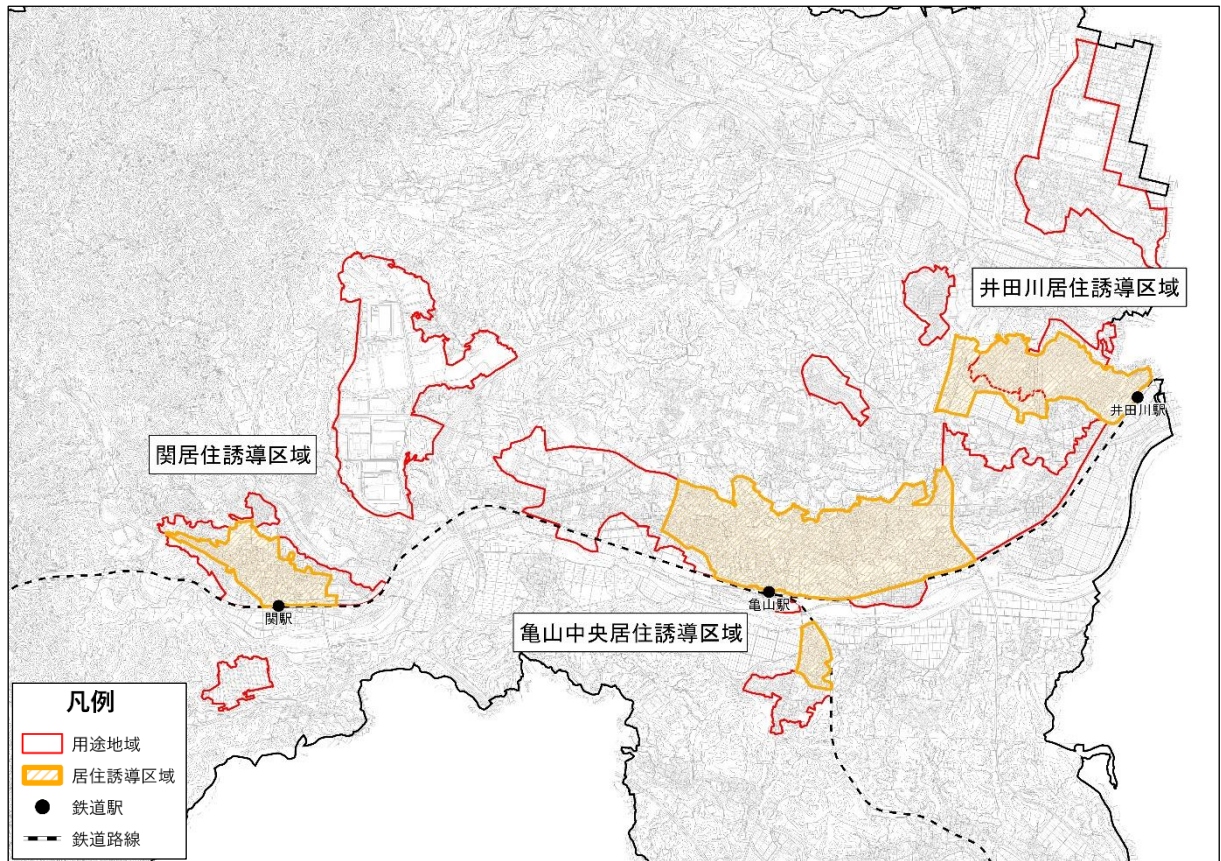 井田川居住誘導区域
井田川駅
関居住誘導区域
関駅
亀山駅
亀山中央居住誘導区域
凡例
用途地域
居住誘導区域
鉄道駅
鉄道路線